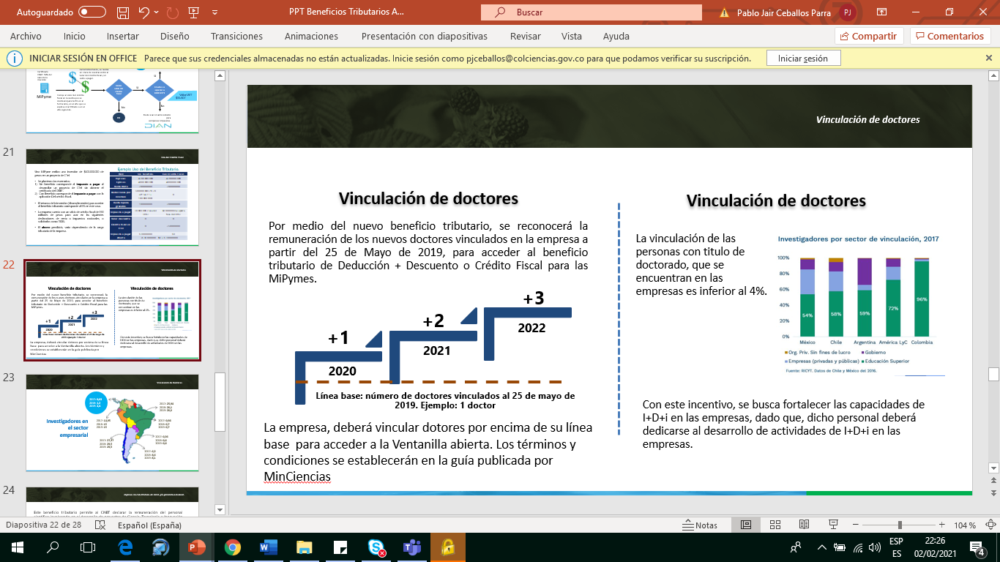 Autoguardado
PPT Beneficios Tributarios A...
Buscar
Pablo Jair Ceballos Parra
PJ
Archivo Inicio Insertar Diseño Transiciones Animaciones Presentación con diapositivas Revisar Vista Ayuda
Compartir
Comentarios
INICIAR SESIÓN EN OFFICE Parece que sus credenciales almacenadas no están actualizadas. Inicie sesión como pjceballos@colciencias.gov.co para que podamos verificar su suscripción.
Iniciar sesión
MiPyme
DIAN
21
Ejemplo Uso del Beneficio Tributario.
22
23
Investigadores en
el sector
empresarial
24
Vinculación de doctores
Vinculación de doctores
Por medio del nuevo beneficio tributario, se reconocerá la
remuneración de los nuevos doctores vinculados en la empresa a
partir del 25 de Mayo de 2019, para acceder al beneficio
tributario de Deducción + Descuento o Crédito Fiscal para las
MiPymes.
+1
2020
+2
2021
+3
2022
Línea base: número de doctores vinculados al 25 de mayo de
2019. Ejemplo: 1 doctor
La empresa, deberá vincular dotores por encima de su línea
base para acceder a la Ventanilla abierta. Los términos y
condiciones se establecerán en la guía publicada por
MinCiencias
Vinculación de doctores
La vinculación de las
personas con titulo de
doctorado, que se
encuentran en las
empresas es inferior al 4%.
Investigadores por sector de vinculación, 2017
100%
80%
60%
40%
20%
0%
54% 58% 59% 72% 96%
México Chile Argentina América LyC Colombia
Org. Priv. Sin fines de lucro Gobierno
Empresas (privadas y públicas) Educación Superior
Fuente: RICYT. Datos de Chile y México del 2016.
Con este incentivo, se busca fortalecer las capacidades de
I+D+i en las empresas, dado que, dicho personal deberá
dedicarse al desarrollo de actividades de I+D+i en las
empresas.
Diapositiva 22 de 28
Español (España)
Notas
104 %
ESP
ES
22:26
02/02/2021
4